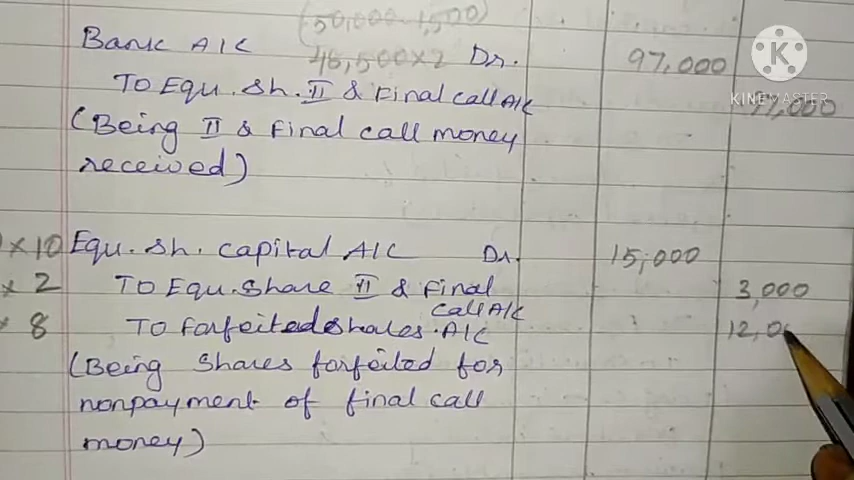 (50,000-1,500)
Bank A/C 48,500×2 Dr. 97,000
To Equ. Sh. II & Final call A/C 97,000
(Being II & Final call money
received)
×10 Equ. Sh. Capital A/C Dr. 15,000
× 2 To Equ. Share II & Final 3,000
Call A/C
8 To Forfeited shares A/C 12,0
(Being Shares forfeited for
nonpayment of final call
money)
K
KINEMASTER